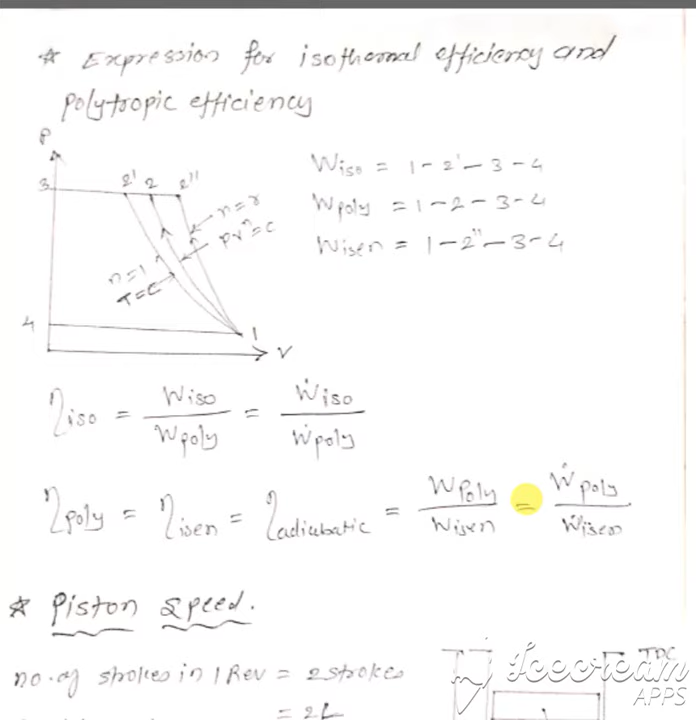 * Expression for isothermal efficiency and
polytropic efficiency
P
3 2' 2 2"
n=r
PVⁿ=C
n=1
T=C
4
1
V
Wiso = 1-2'-3-4
Wpoly = 1-2-3-4
Wisen = 1-2"-3-4
ηiso = Wiso / Wpoly = Ẇiso / Ẇpoly
ηpoly = ηisen = ηadiabatic = Wpoly / Wisen = Ẇpoly / Ẇisen
* Piston Speed.
no. of strokes in 1 Rev = 2 strokes
= 2L
TDC
Icecream
APPS